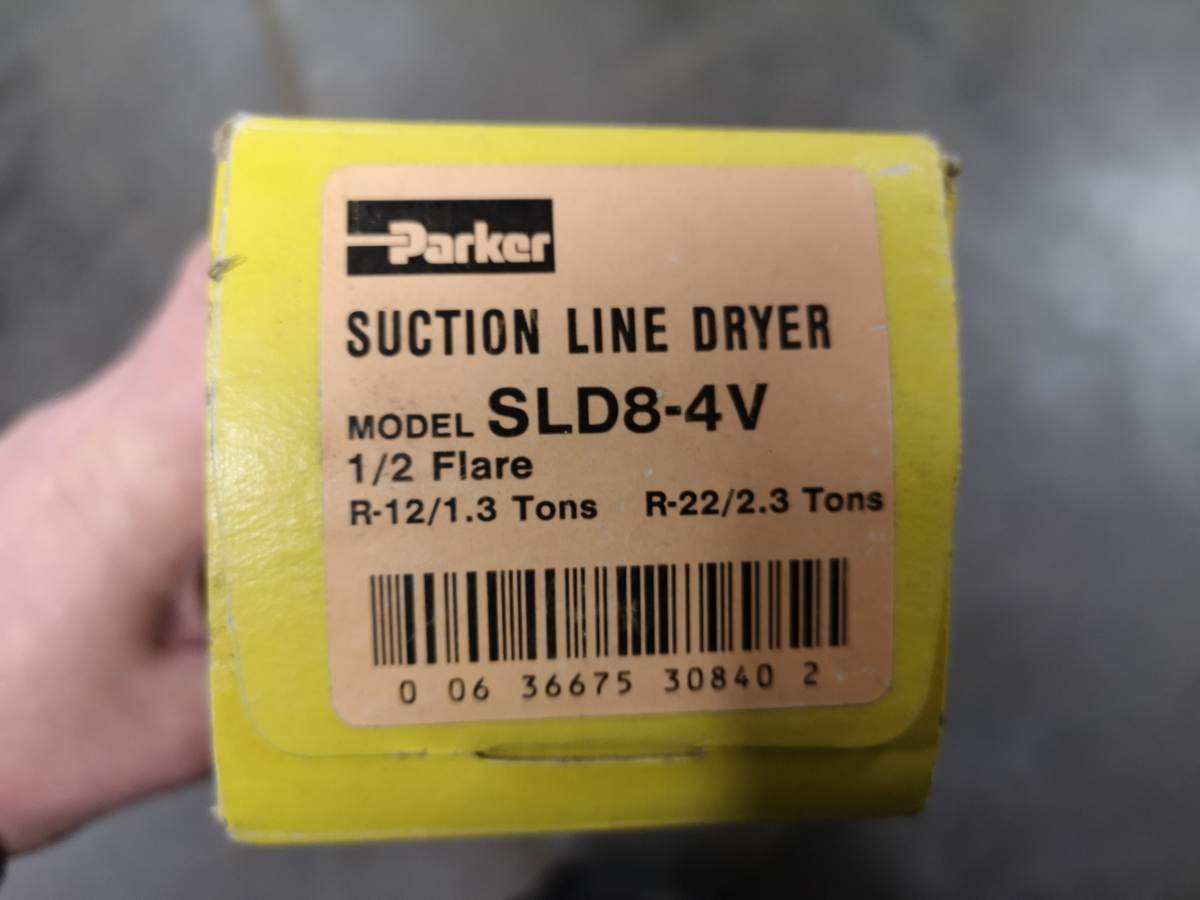 Parker
SUCTION LINE DRYER
MODEL SLD8-4V
1/2 Flare
R-12/1.3 Tons R-22/2.3 Tons
0 06 36675 30840 2